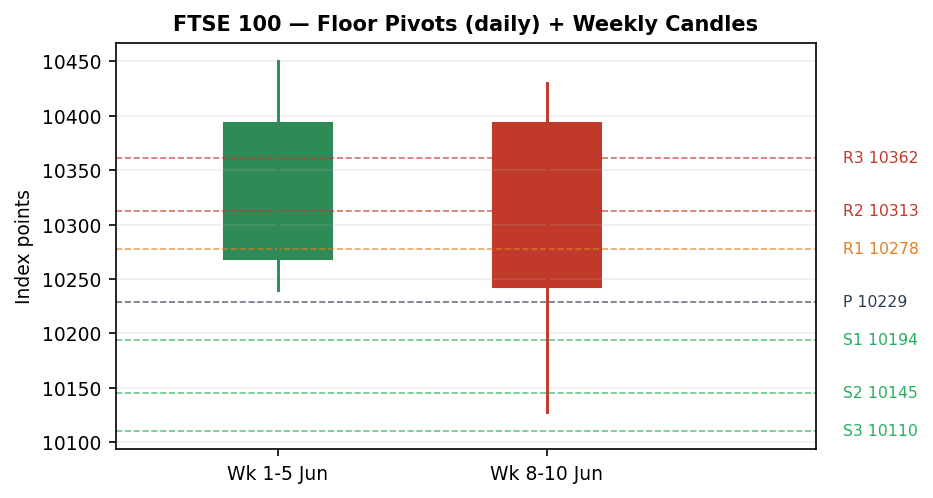 FTSE 100 — Floor Pivots (daily) + Weekly Candles
Index points
10450
10400
10350
10300
10250
10200
10150
10100
R3 10362
R2 10313
R1 10278
P 10229
S1 10194
S2 10145
S3 10110
Wk 1-5 Jun
Wk 8-10 Jun